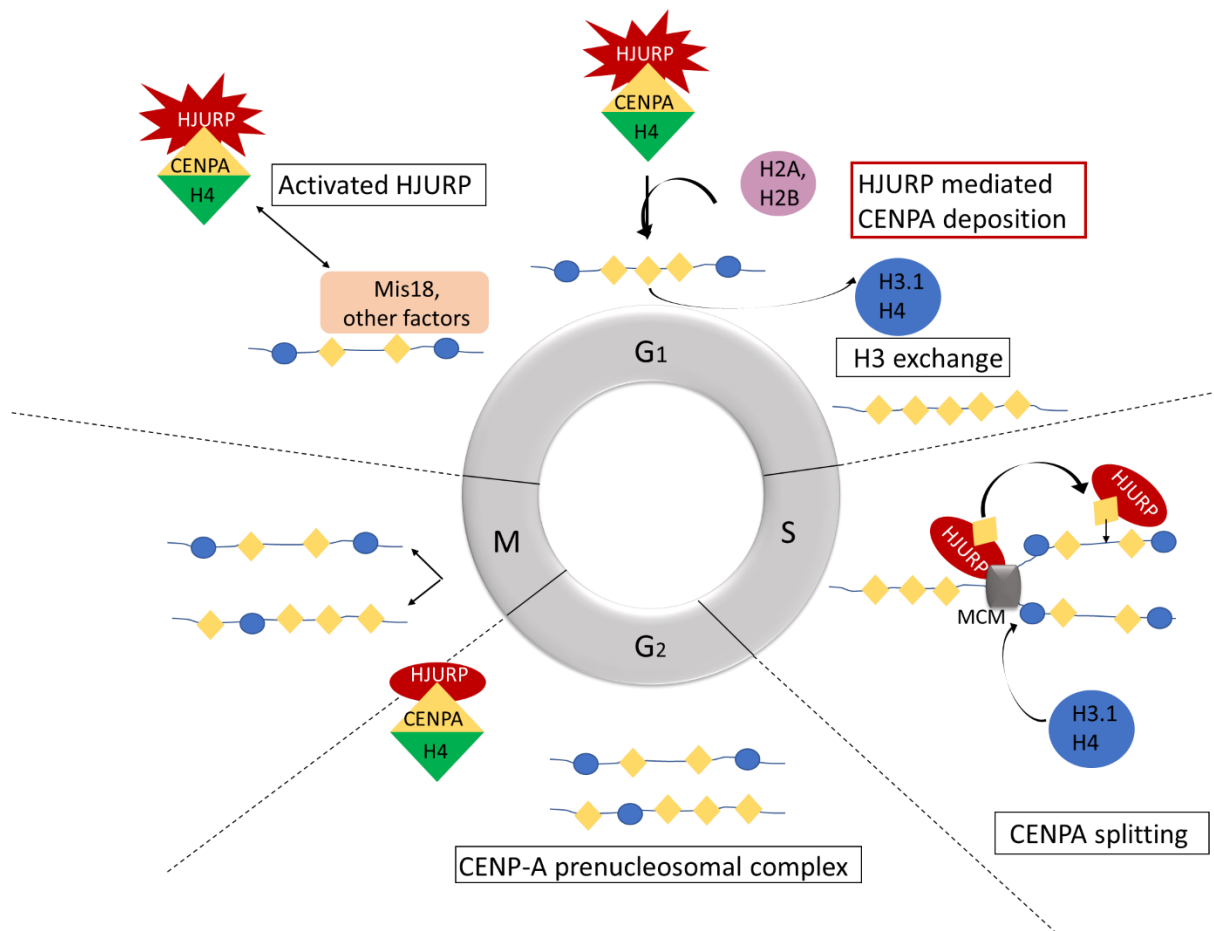 HJURP
CENPA
H4
Activated HJURP
Mis18,
other factors
HJURP
CENPA
H4
H2A,
H2B
HJURP mediated
CENPA deposition
H3.1
H4
H3 exchange
G1
S
G2
M
HJURP
HJURP
MCM
H3.1
H4
CENPA splitting
HJURP
CENPA
H4
CENP-A prenucleosomal complex